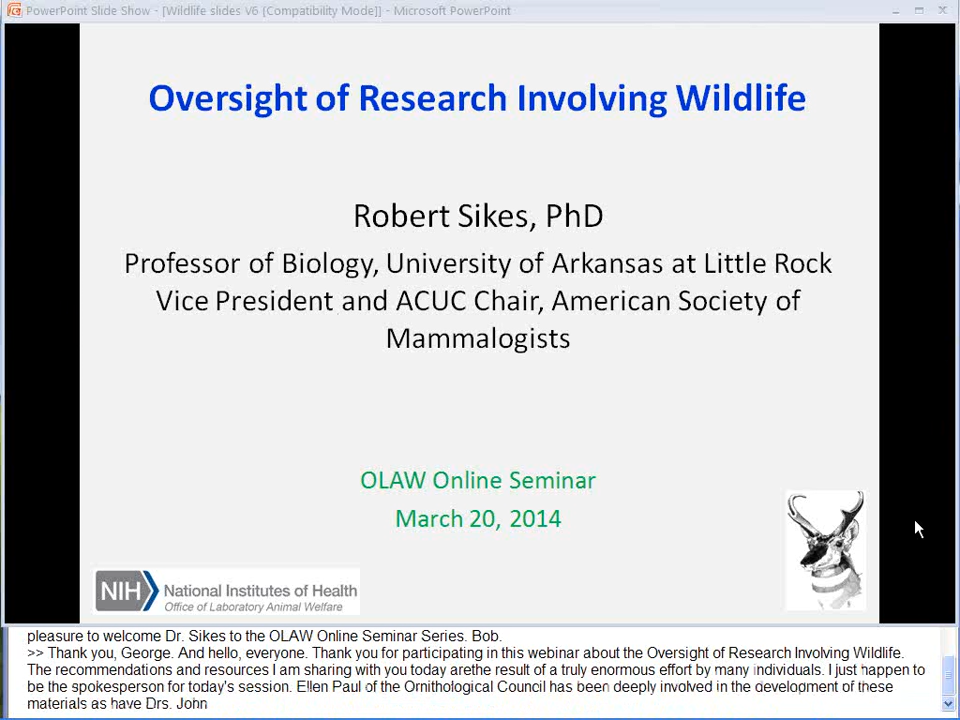 PowerPoint Slide Show - [Wildlife slides v6 [Compatibility Mode]] - Microsoft PowerPoint
Oversight of Research Involving Wildlife
Robert Sikes, PhD
Professor of Biology, University of Arkansas at Little Rock
Vice President and ACUC Chair, American Society of
Mammalogists
OLAW Online Seminar
March 20, 2014
NIH National Institutes of Health
Office of Laboratory Animal Welfare
pleasure to welcome Dr. Sikes to the OLAW Online Seminar Series. Bob.
>> Thank you, George. And hello, everyone. Thank you for participating in this webinar about the Oversight of Research Involving Wildlife.
The recommendations and resources I am sharing with you today arethe result of a truly enormous effort by many individuals. I just happen to
be the spokesperson for today's session. Ellen Paul of the Ornithological Council has been deeply involved in the development of these
materials as have Drs. John